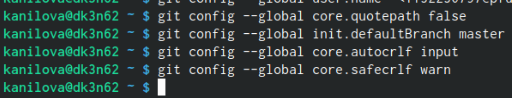 kanilova@dk3n62 ~ $ git config --global core.quotepath false
kanilova@dk3n62 ~ $ git config --global init.defaultBranch master
kanilova@dk3n62 ~ $ git config --global core.autocrlf input
kanilova@dk3n62 ~ $ git config --global core.safecrlf warn
kanilova@dk3n62 ~ $